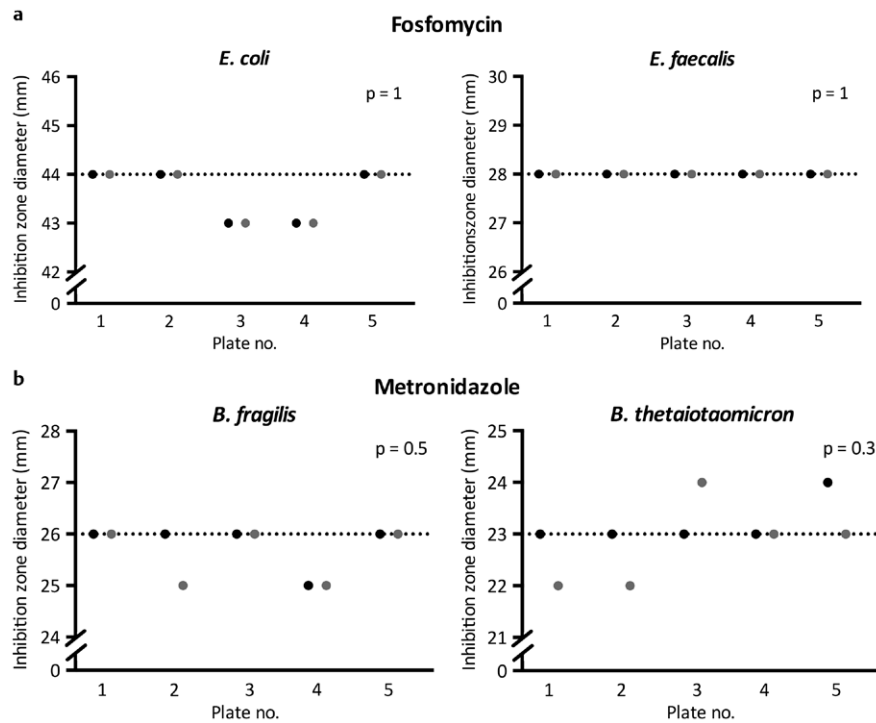 a
Fosfomycin
E. coli
Inhibition zone diameter (mm)
46
45
44
43
42
0
p = 1
1 2 3 4 5
Plate no.
E. faecalis
Inhibitionszone diameter (mm)
30
29
28
27
26
0
p = 1
1 2 3 4 5
Plate no.
b
Metronidazole
B. fragilis
Inhibition zone diameter (mm)
28
27
26
25
24
0
p = 0.5
1 2 3 4 5
Plate no.
B. thetaiotaomicron
Inhibition zone diameter (mm)
25
24
23
22
21
0
p = 0.3
1 2 3 4 5
Plate no.